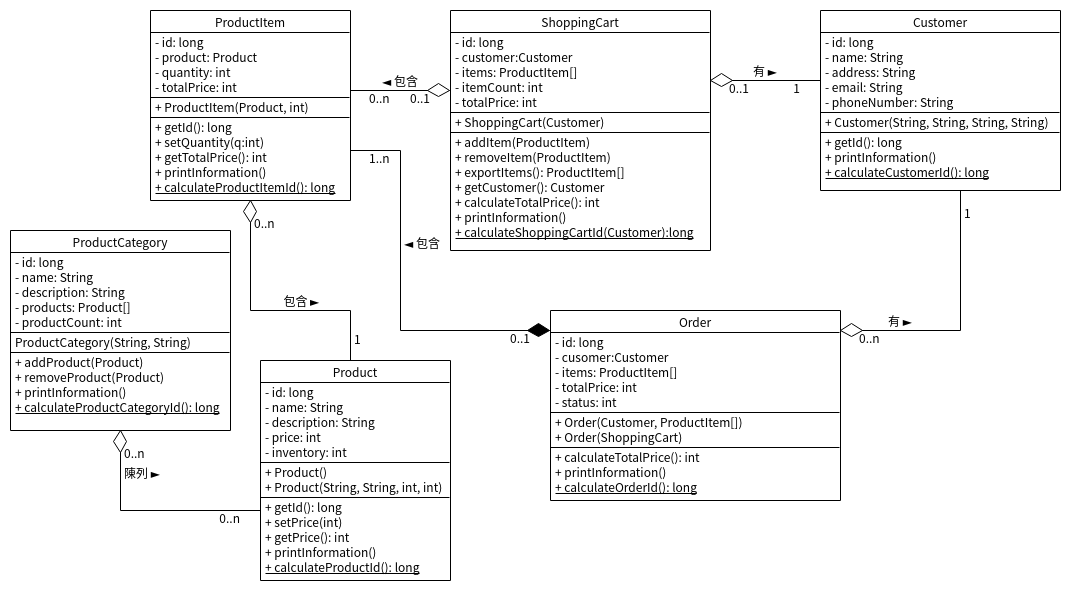 ProductItem
- id: long
- product: Product
- quantity: int
- totalPrice: int
+ ProductItem(Product, int)
+ getId(): long
+ setQuantity(q:int)
+ getTotalPrice(): int
+ printInformation()
+ calculateProductItemId(): long
◄ 包含
0..n
0..1
ShoppingCart
- id: long
- customer:Customer
- items: ProductItem[]
- itemCount: int
- totalPrice: int
+ ShoppingCart(Customer)
+ addItem(ProductItem)
+ removeItem(ProductItem)
+ exportItems(): ProductItem[]
+ getCustomer(): Customer
+ calculateTotalPrice(): int
+ printInformation()
+ calculateShoppingCartId(Customer):long
有 ►
0..1
1
Customer
- id: long
- name: String
- address: String
- email: String
- phoneNumber: String
+ Customer(String, String, String, String)
+ getId(): long
+ printInformation()
+ calculateCustomerId(): long
1..n
◄ 包含
0..1
0..n
包含 ►
1
1
有 ►
0..n
ProductCategory
- id: long
- name: String
- description: String
- products: Product[]
- productCount: int
ProductCategory(String, String)
+ addProduct(Product)
+ removeProduct(Product)
+ printInformation()
+ calculateProductCategoryId(): long
0..n
陳列 ►
0..n
Product
- id: long
- name: String
- description: String
- price: int
- inventory: int
+ Product()
+ Product(String, String, int, int)
+ getId(): long
+ setPrice(int)
+ getPrice(): int
+ printInformation()
+ calculateProductId(): long
Order
- id: long
- cusomer:Customer
- items: ProductItem[]
- totalPrice: int
- status: int
+ Order(Customer, ProductItem[])
+ Order(ShoppingCart)
+ calculateTotalPrice(): int
+ printInformation()
+ calculateOrderId(): long